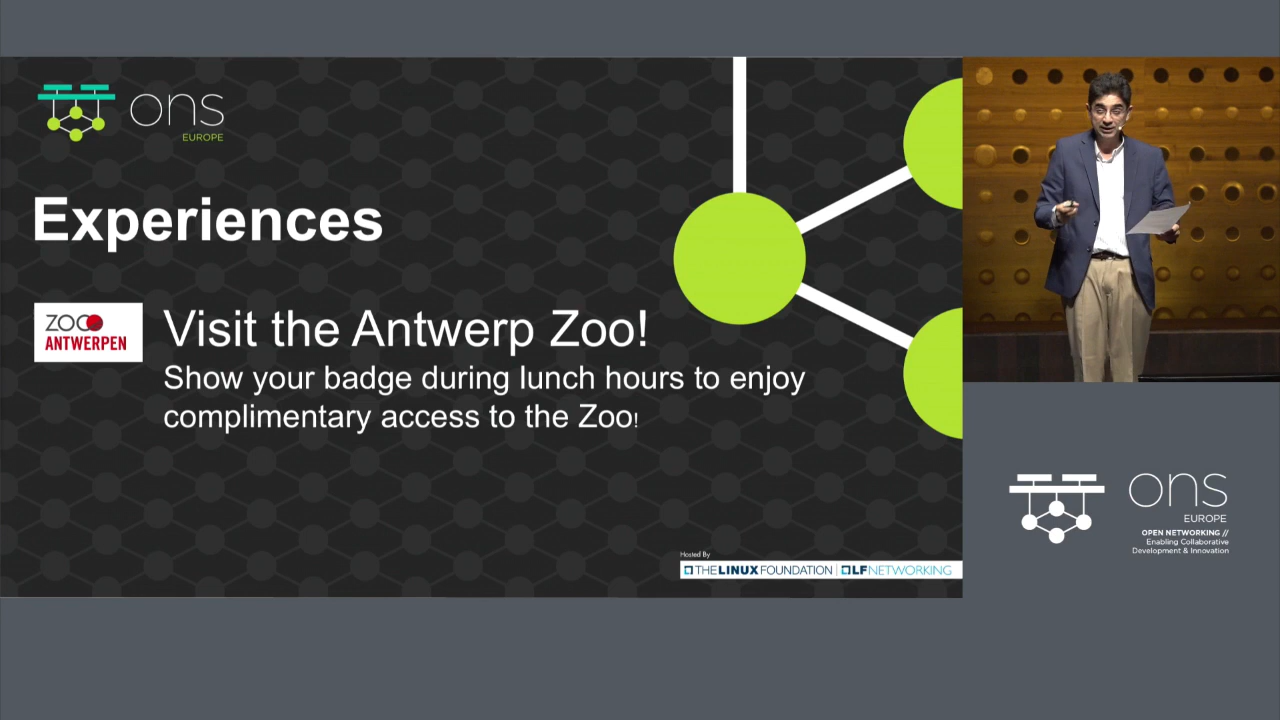 ons
EUROPE
Experiences
ZOO
ANTWERPEN
Visit the Antwerp Zoo!
Show your badge during lunch hours to enjoy
complimentary access to the Zoo!
Hosted By
THE LINUX FOUNDATION | LF NETWORKING
ons
EUROPE
OPEN NETWORKING //
Enabling Collaborative
Development & Innovation